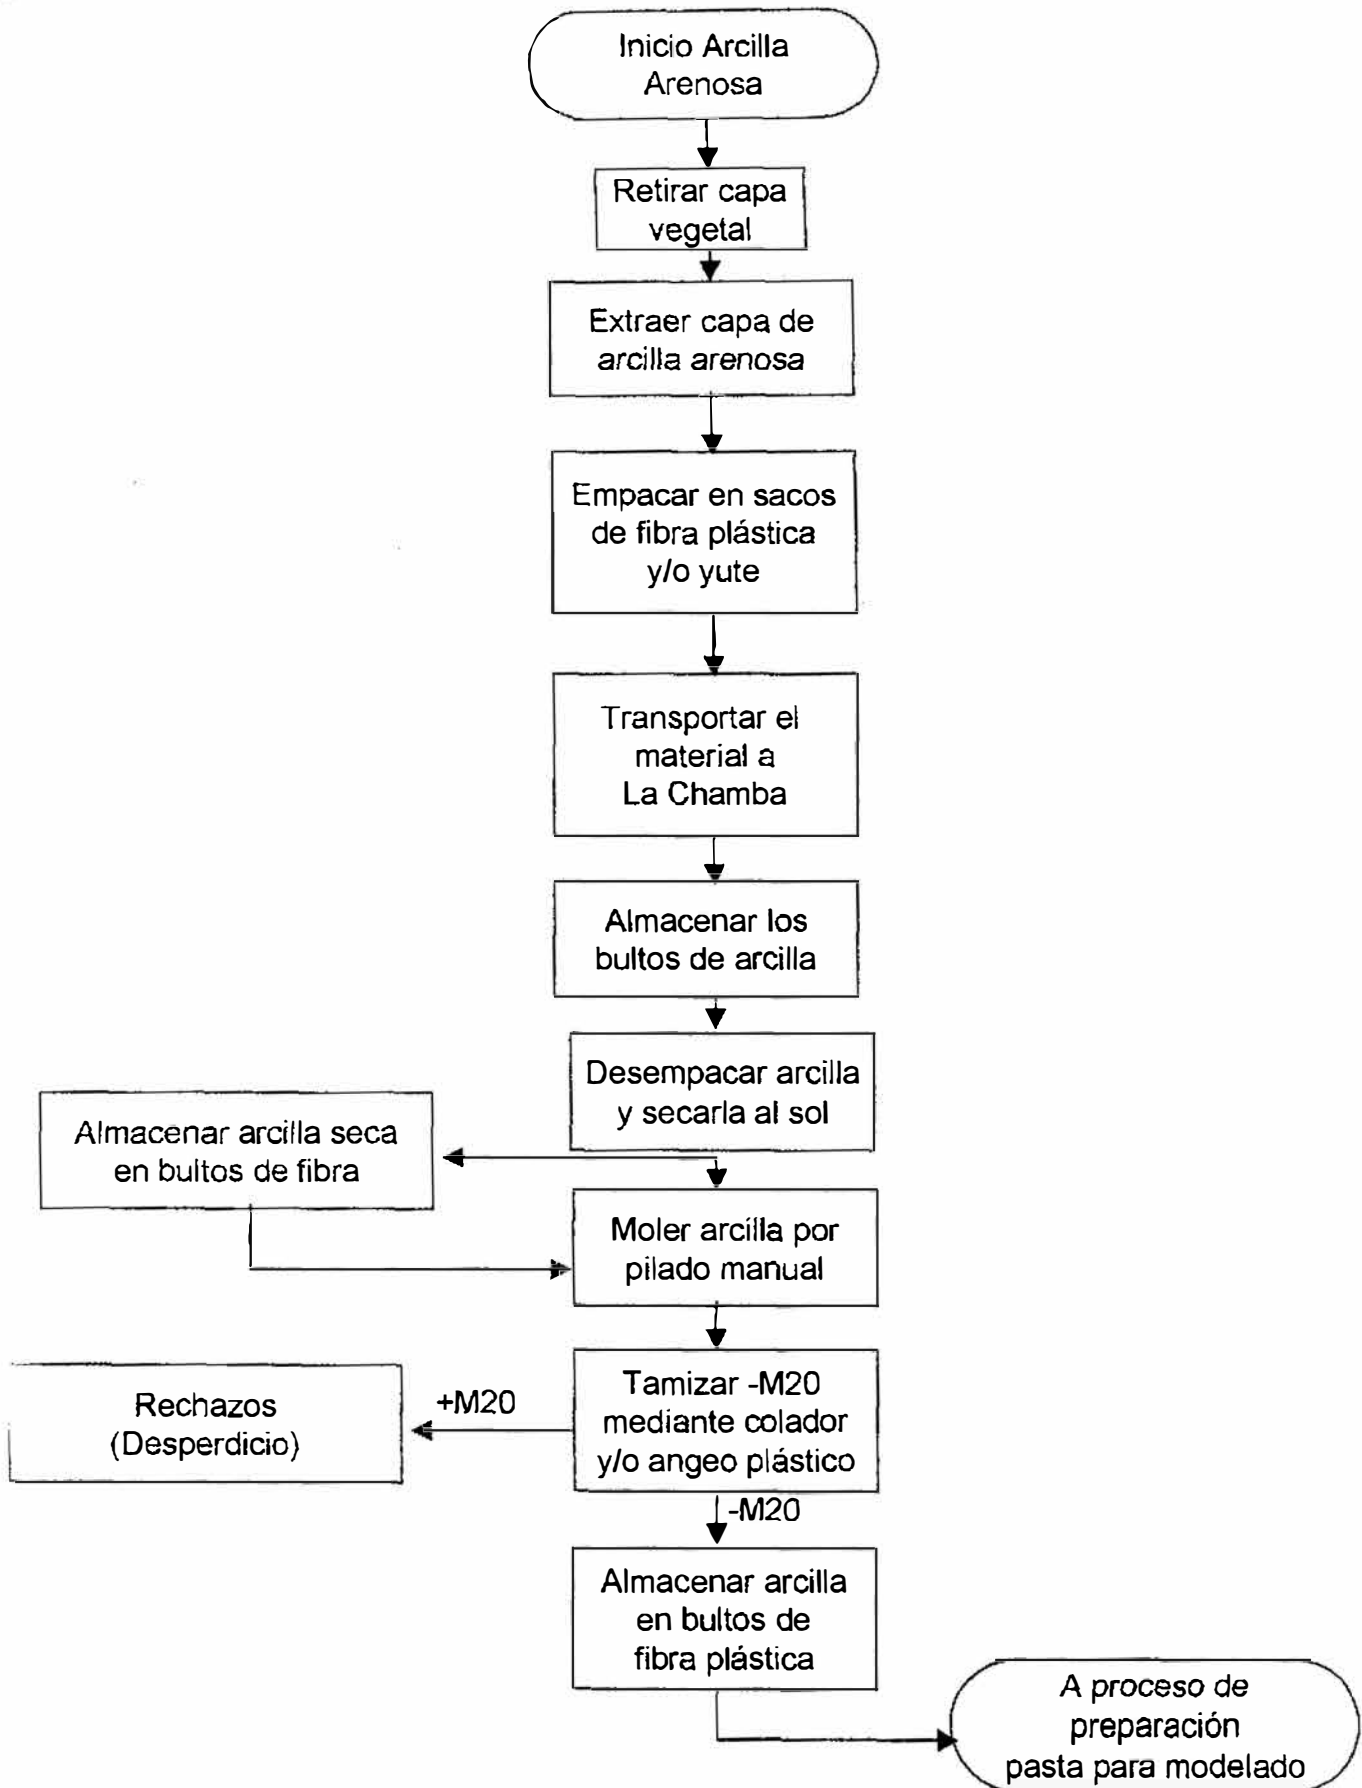 Inicio Arcilla
Arenosa
Retirar capa
vegetal
Extraer capa de
arcilla arenosa
Empacar en sacos
de fibra plástica
y/o yute
Transportar el
material a
La Chamba
Almacenar los
bultos de arcilla
Desempacar arcilla
y secarla al sol
Almacenar arcilla seca
en bultos de fibra
Moler arcilla por
pilado manual
Tamizar -M20
mediante colador
y/o angeo plástico
+M20
Rechazos
(Desperdicio)
-M20
Almacenar arcilla
en bultos de
fibra plástica
A proceso de
preparación
pasta para modelado